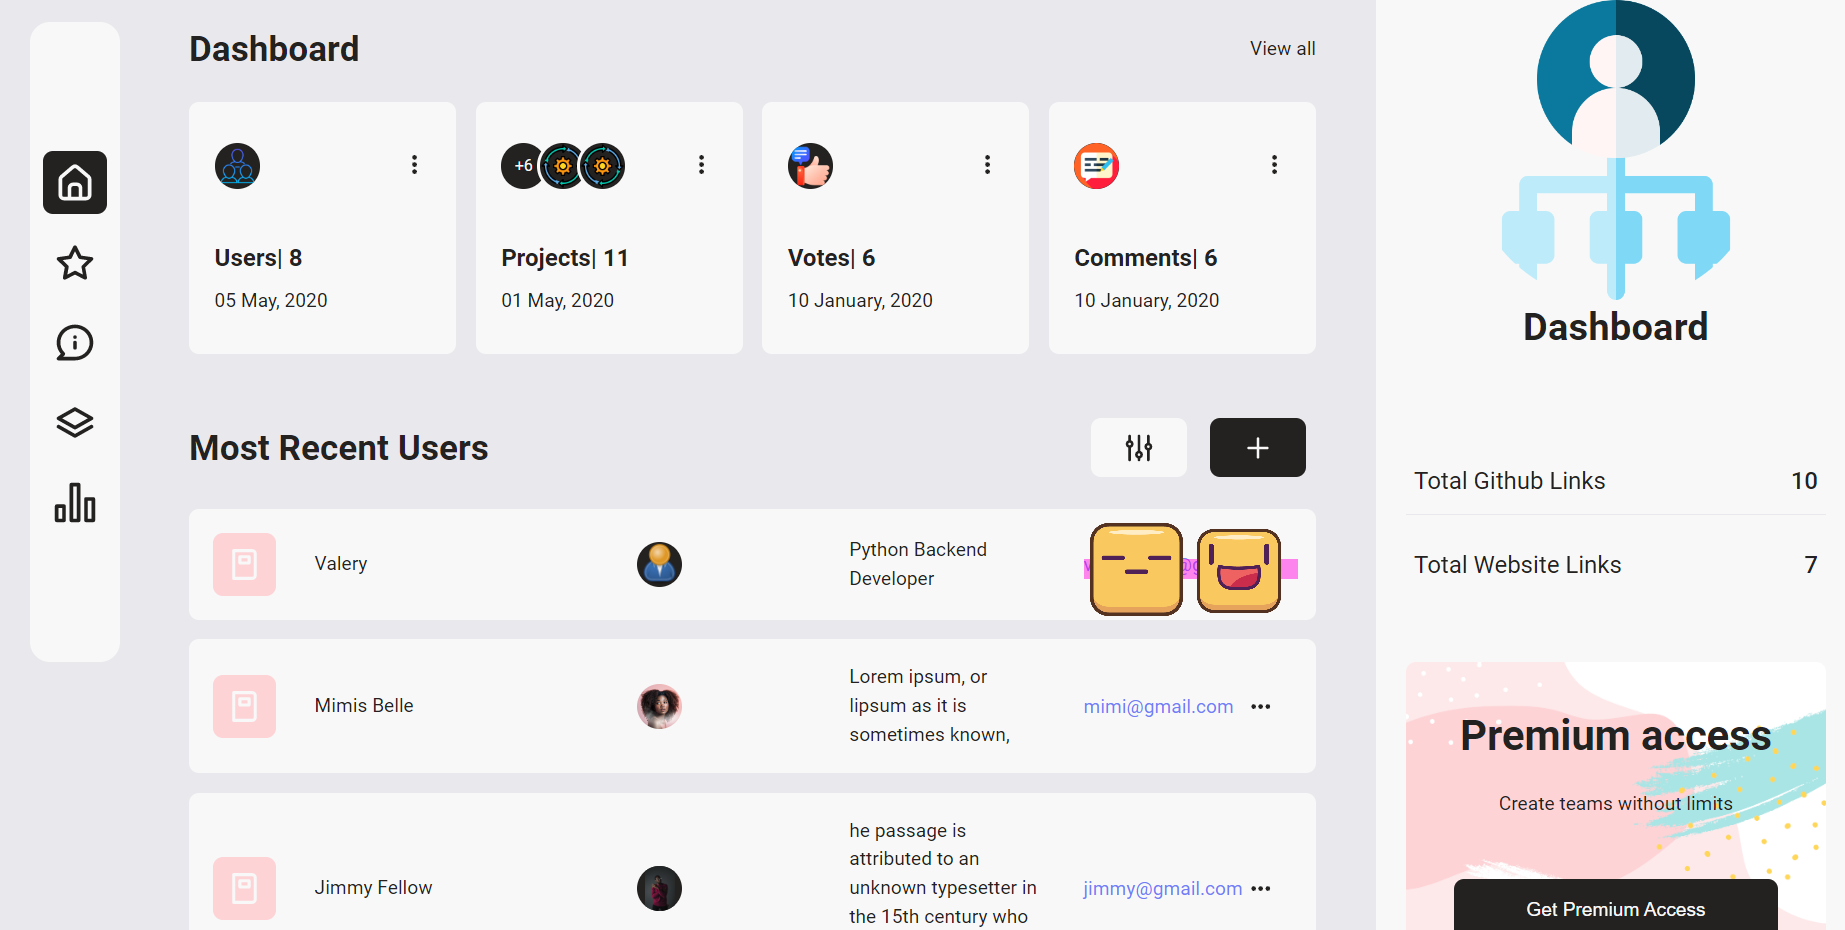 Dashboard
View all
+6
Users| 8
05 May, 2020
Projects| 11
01 May, 2020
Votes| 6
10 January, 2020
Comments| 6
10 January, 2020
Most Recent Users
Valery
Python Backend
Developer
Mimis Belle
Lorem ipsum, or
lipsum as it is
sometimes known,
mimi@gmail.com
Jimmy Fellow
he passage is
attributed to an
unknown typesetter in
the 15th century who
jimmy@gmail.com
Dashboard
Total Github Links 10
Total Website Links 7
Premium access
Create teams without limits
Get Premium Access